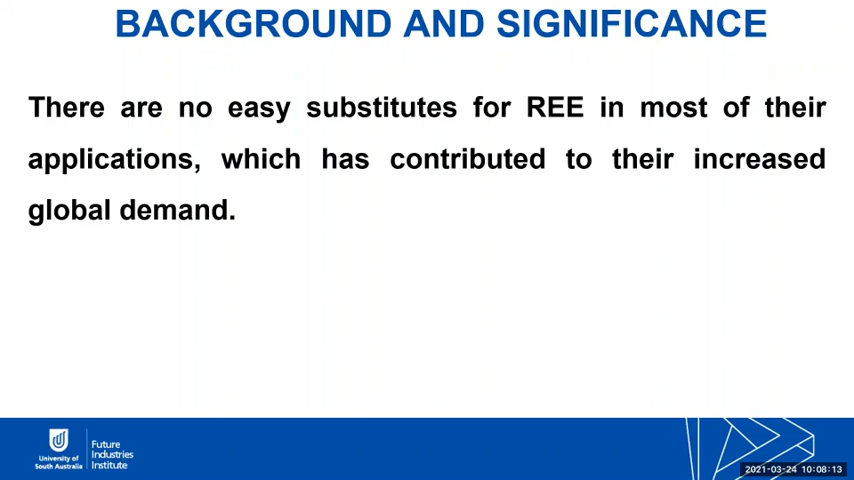 BACKGROUND AND SIGNIFICANCE
There are no easy substitutes for REE in most of their
applications, which has contributed to their increased
global demand.
University of
South Australia
Future
Industries
Institute
2021-03-24 10:08:13